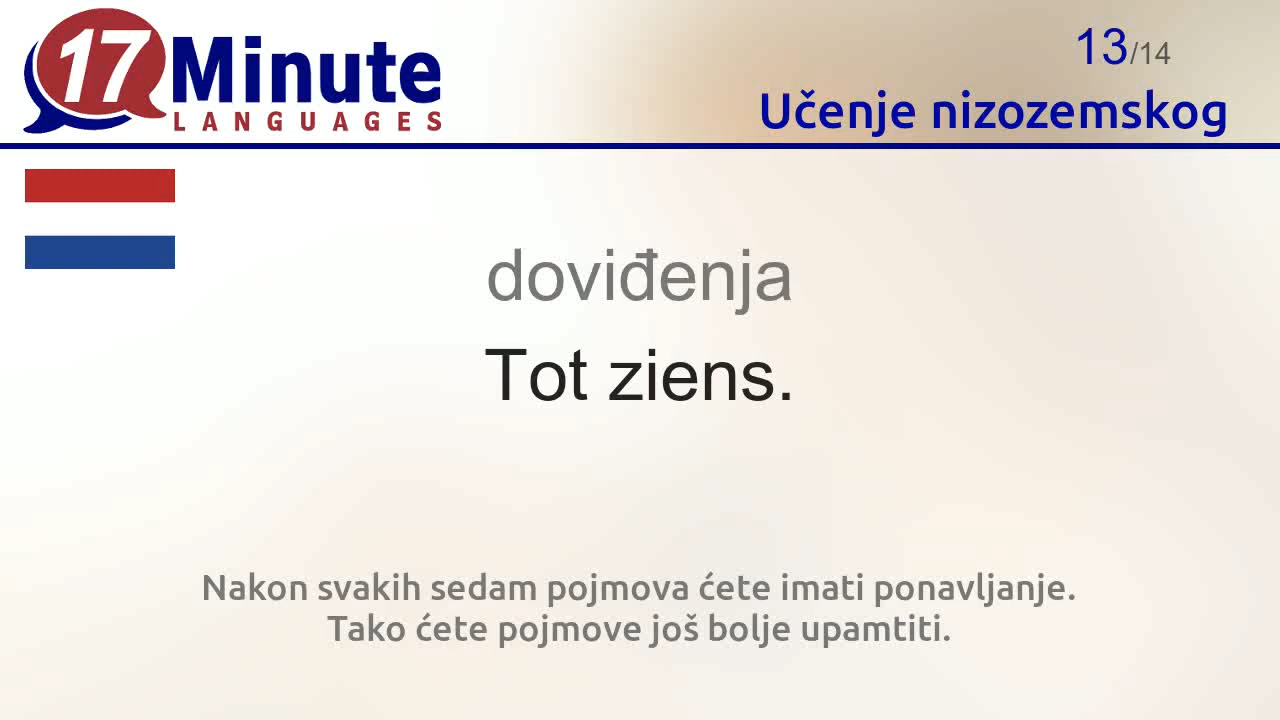 17 Minute
LANGUAGES
13/14
Učenje nizozemskog
doviđenja
Tot ziens.
Nakon svakih sedam pojmova ćete imati ponavljanje.
Tako ćete pojmove još bolje upamtiti.